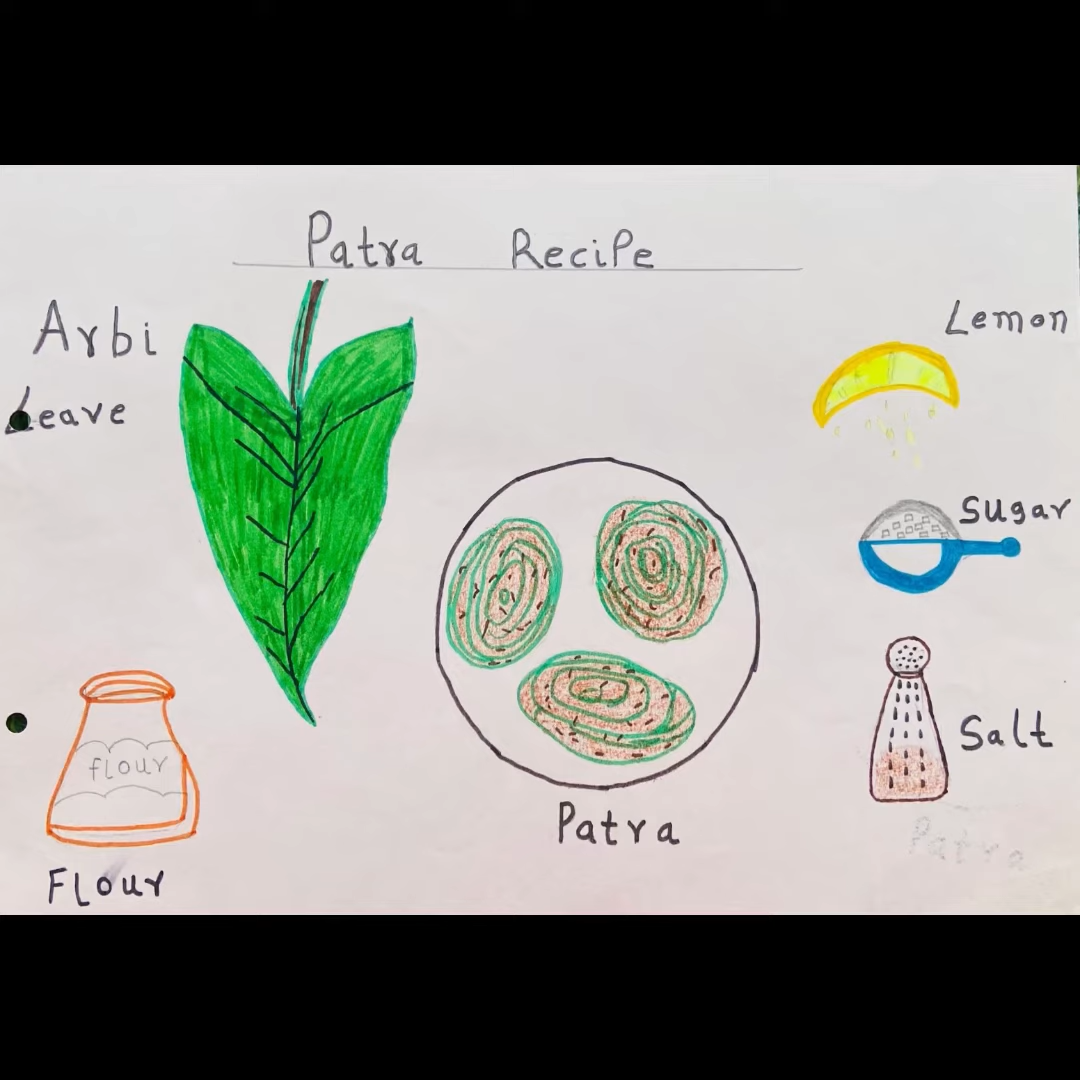 Patra Recipe
Arbi
Leave
Lemon
Sugar
flour
Salt
Patra
Patra
Flour